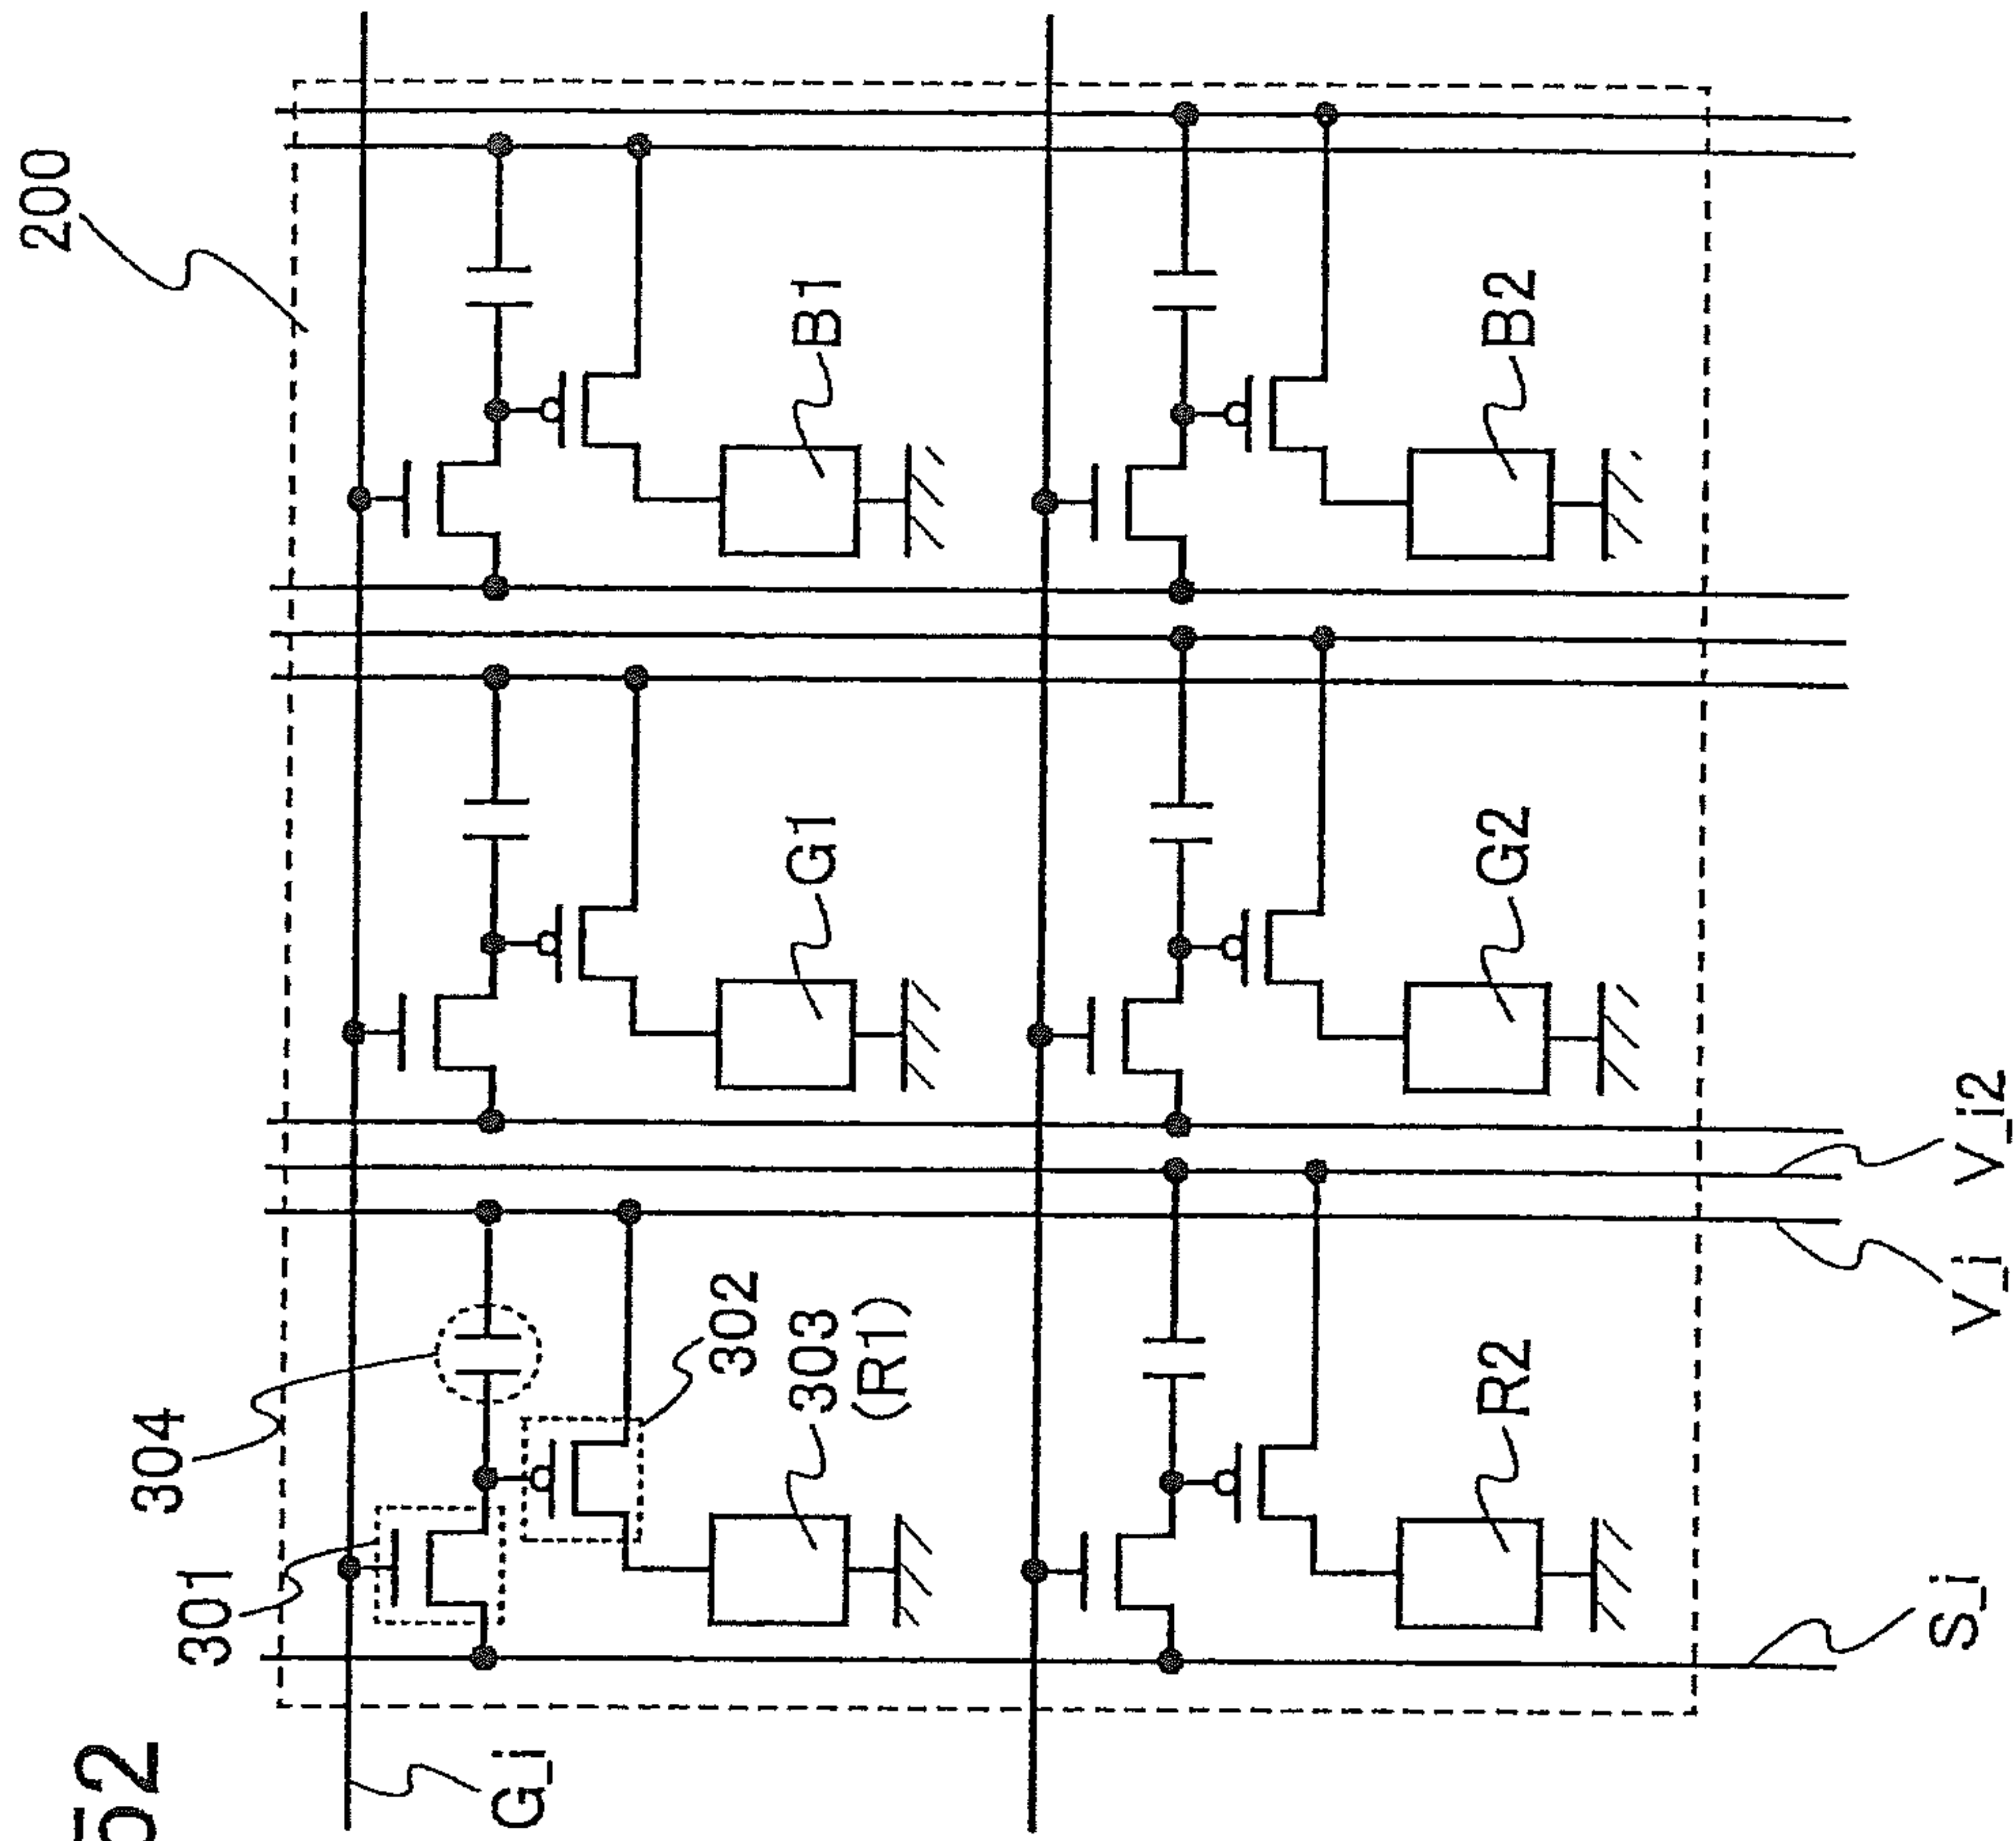 52
200
304
301
G_i
302
303
(R1)
G1
B1
R2
G2
B2
S_i
V_i
V_i2